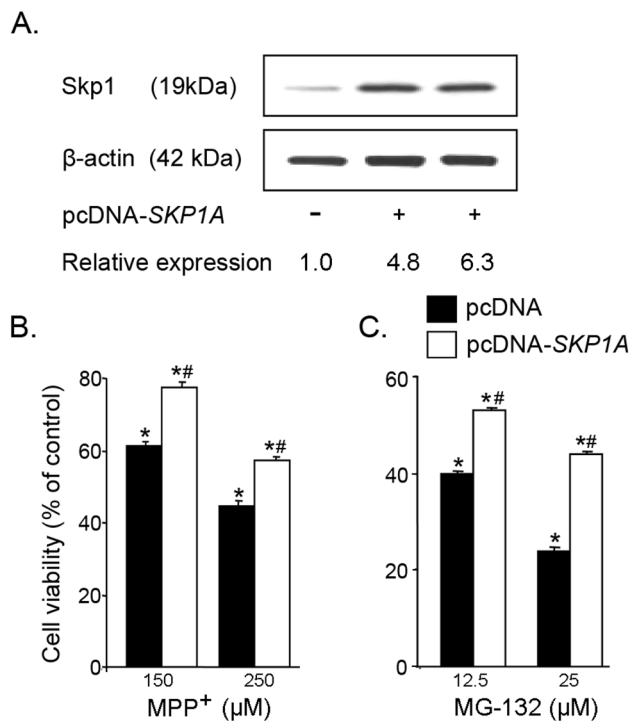 A.
Skp1 (19kDa)
β-actin (42 kDa)
pcDNA-SKP1A - + +
Relative expression 1.0 4.8 6.3
pcDNA
pcDNA-SKP1A
B.
Cell viability (% of control)
80
60
40
20
0
*
*#
*
*#
150 250
MPP+ (μM)
C.
60
40
20
0
*
*#
*
*#
12.5 25
MG-132 (μM)